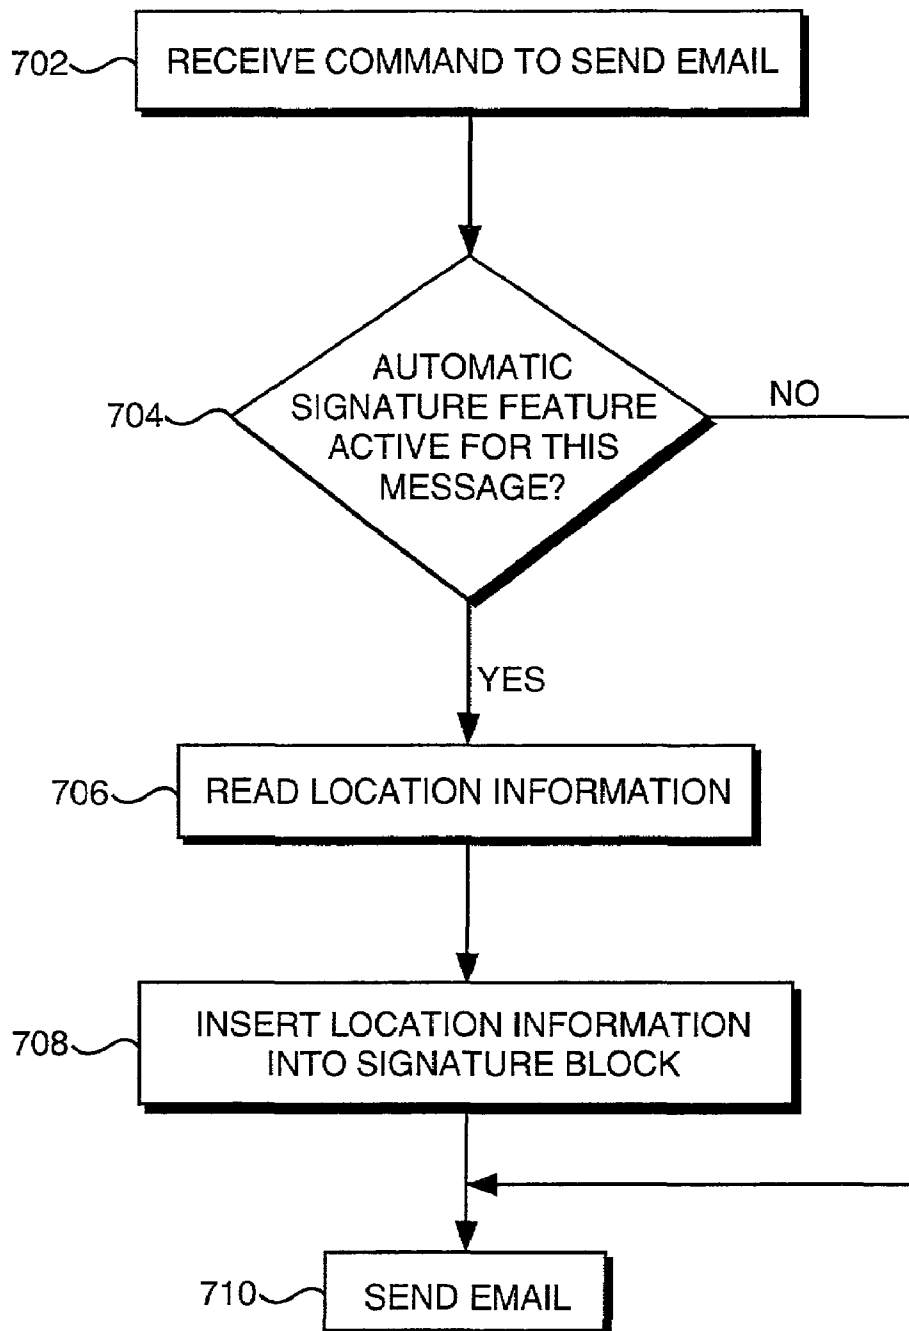 702 RECEIVE COMMAND TO SEND EMAIL
AUTOMATIC
SIGNATURE FEATURE
ACTIVE FOR THIS
MESSAGE?
704
NO
YES
706 READ LOCATION INFORMATION
708
INSERT LOCATION INFORMATION
INTO SIGNATURE BLOCK
710 SEND EMAIL